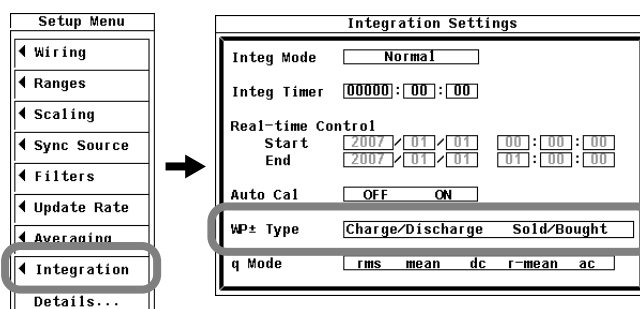 Setup Menu
Wiring
Ranges
Scaling
Sync Source
Filters
Update Rate
Averaging
Integration
Details...
Integration Settings
Integ Mode Normal
Integ Timer 00000 : 00 : 00
Real-time Control
Start 2007 / 01 / 01 00 : 00 : 00
End 2007 / 01 / 01 01 : 00 : 00
Auto Cal OFF ON
WP± Type Charge/Discharge Sold/Bought
q Mode rms mean dc r-mean ac